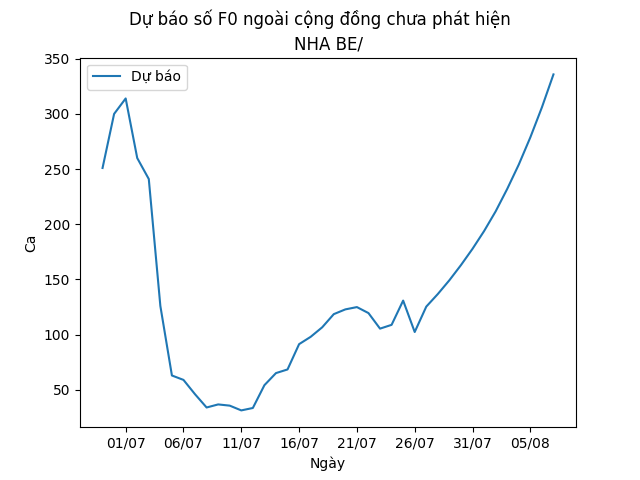 Dự báo số F0 ngoài cộng đồng chưa phát hiện
NHA BE/
Dự báo
350
300
250
200
150
100
50
Ca
01/07 06/07 11/07 16/07 21/07 26/07 31/07 05/08
Ngày